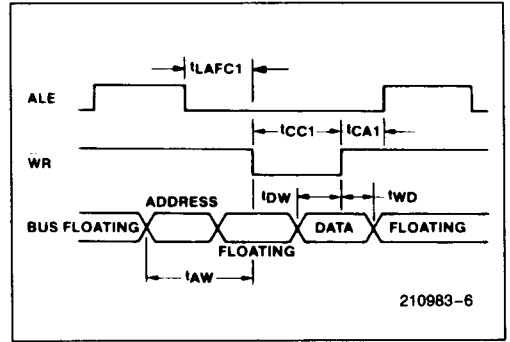 tLAFC1
ALE
tCC1 tCA1
WR
tDW tWD
ADDRESS
BUS FLOATING FLOATING DATA FLOATING
tAW
210983-6